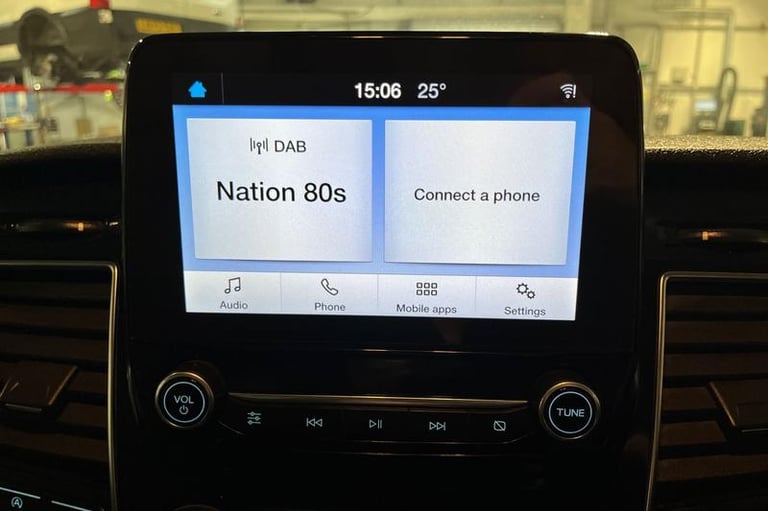 15:06 25°
DAB
Nation 80s
Connect a phone
Audio Phone Mobile apps Settings
VOL
TUNE
A